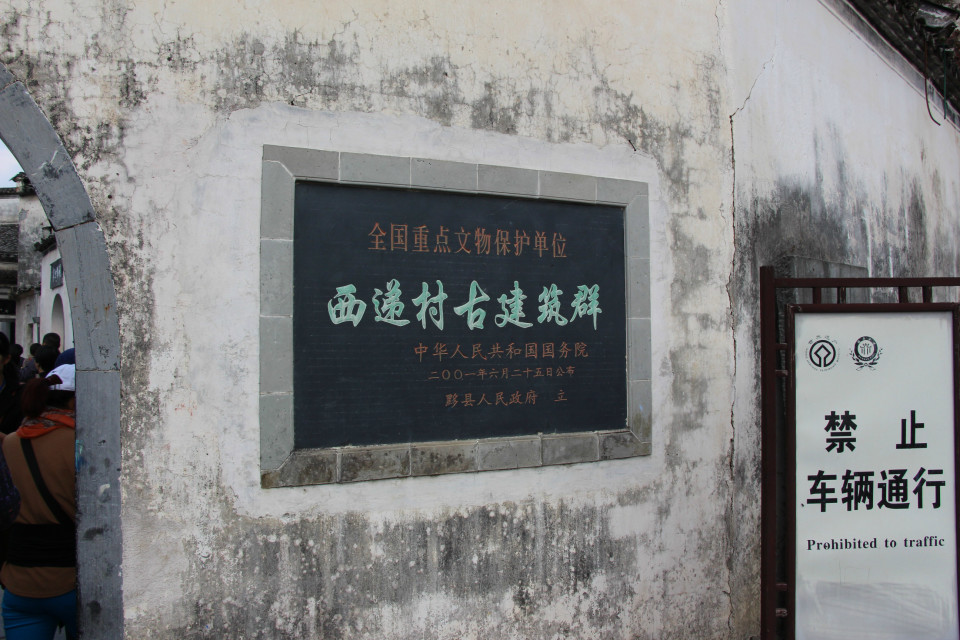 全国重点文物保护单位
西递村古建筑群
中华人民共和国国务院
二〇〇一年六月二十五日公布
黟县人民政府 立
禁 止
车辆通行
Prohibited to traffic